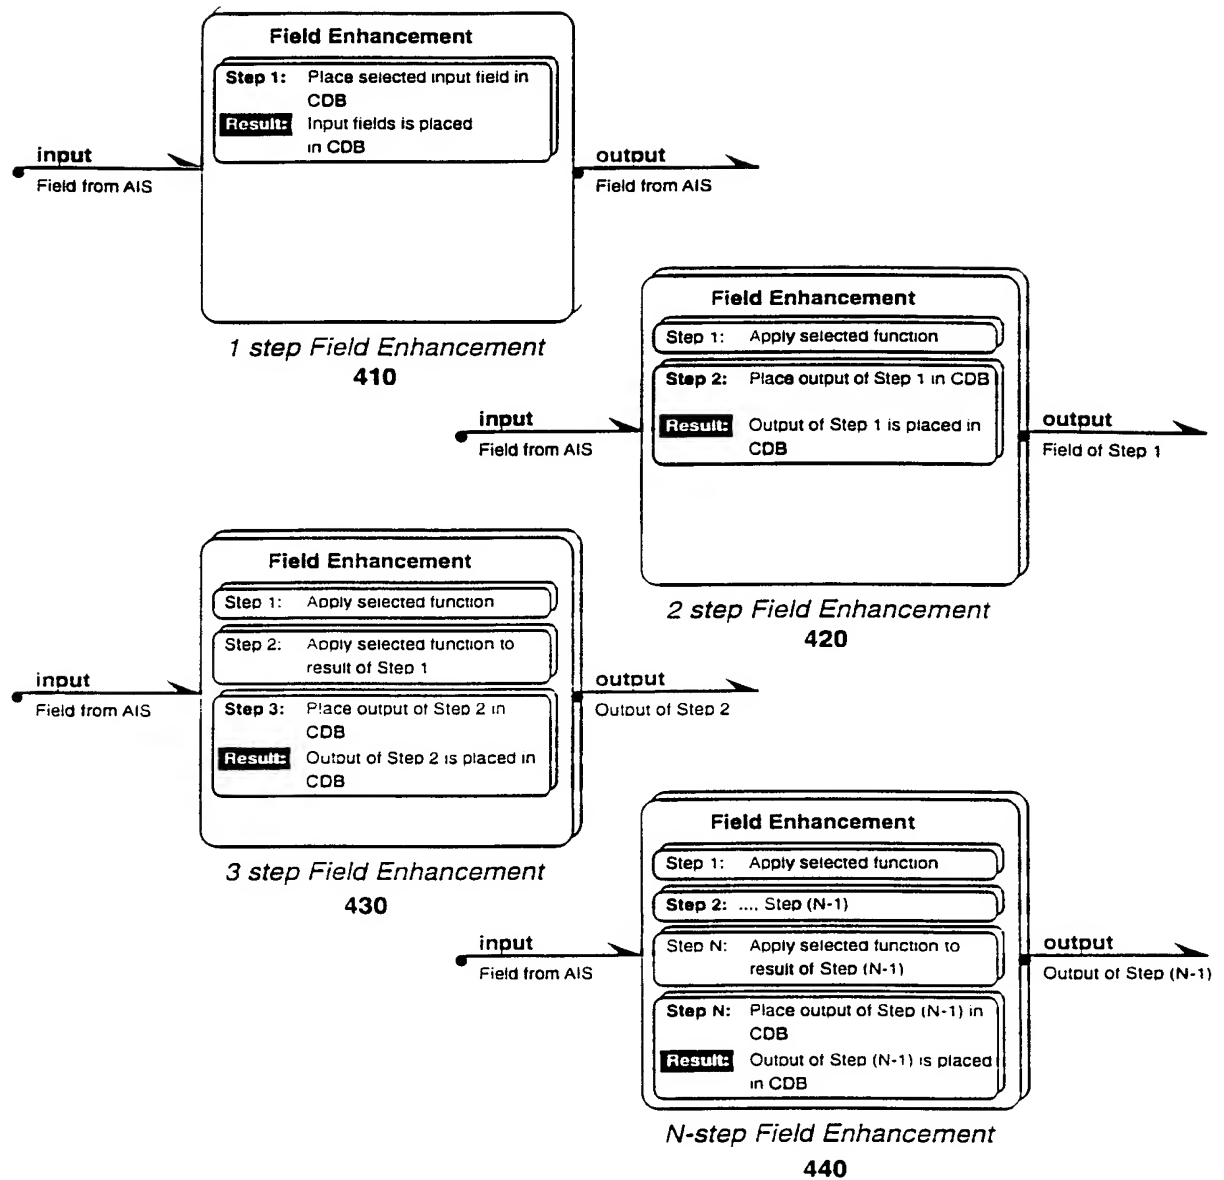 Field Enhancement
Step 1: Place selected input field in
CDB
Result: Input fields is placed
in CDB
input
Field from AIS
output
Field from AIS
1 step Field Enhancement
410
Field Enhancement
Step 1: Apply selected function
Step 2: Place output of Step 1 in CDB
Result: Output of Step 1 is placed in
CDB
input
Field from AIS
output
Field of Step 1
2 step Field Enhancement
420
Field Enhancement
Step 1: Apply selected function
Step 2: Apply selected function to
result of Step 1
Step 3: Place output of Step 2 in
CDB
Result: Output of Step 2 is placed in
CDB
input
Field from AIS
output
Output of Step 2
3 step Field Enhancement
430
Field Enhancement
Step 1: Apply selected function
Step 2: .... Step (N-1)
Step N: Apply selected function to
result of Step (N-1)
Step N: Place output of Step (N-1) in
CDB
Result: Output of Step (N-1) is placed
in CDB
input
Field from AIS
output
Output of Step (N-1)
N-step Field Enhancement
440